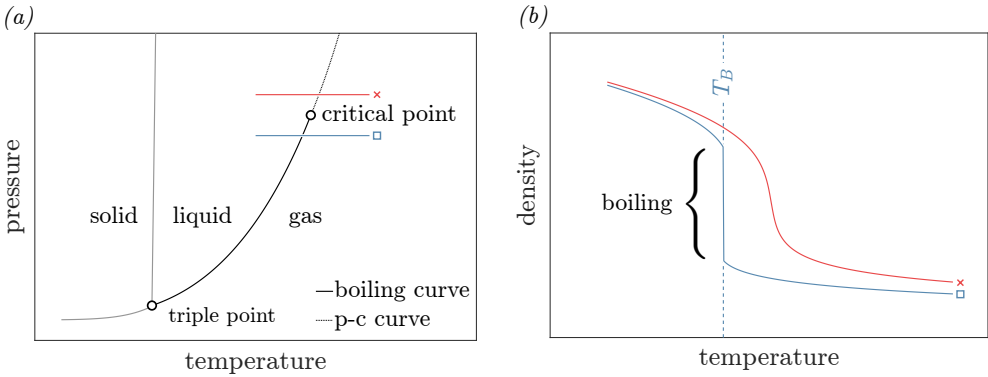 (a)
pressure
solid
liquid
gas
critical point
triple point
boiling curve
p-c curve
temperature
(b)
density
T_B
boiling
temperature